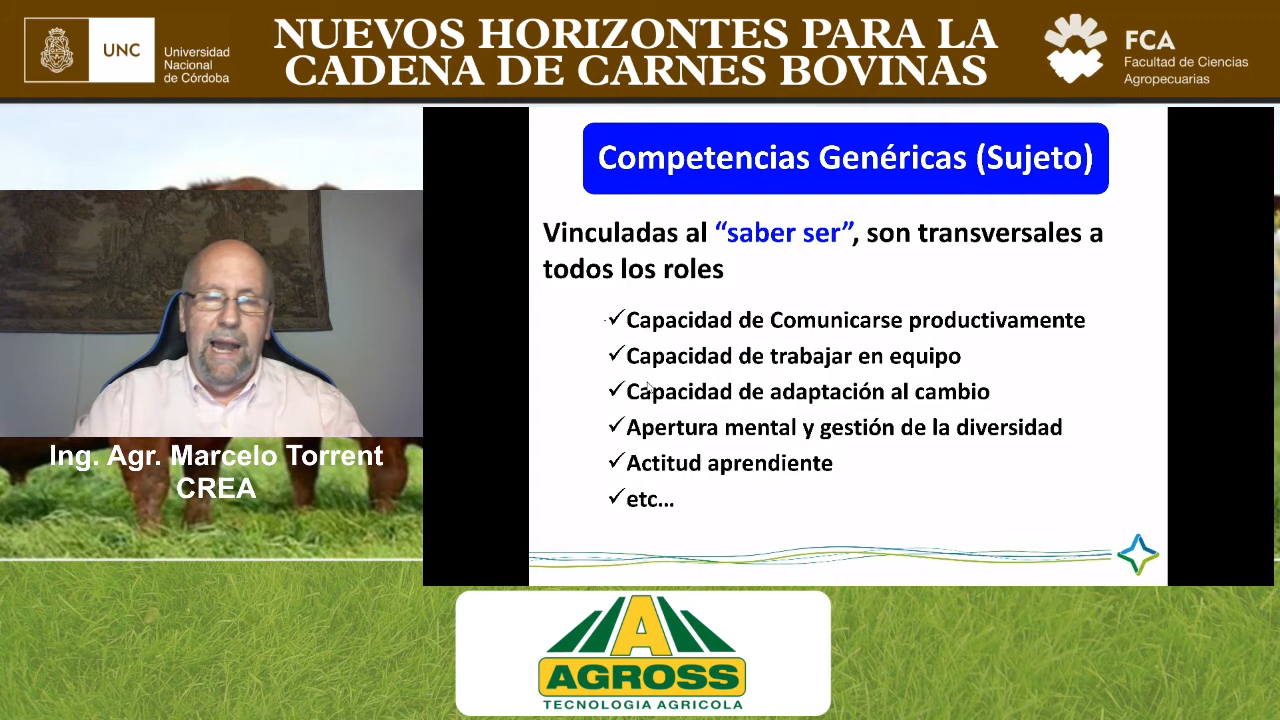 UNC
Universidad
Nacional
de Córdoba
NUEVOS HORIZONTES PARA LA
CADENA DE CARNES BOVINAS
FCA
Facultad de Ciencias
Agropecuarias
Competencias Genéricas (Sujeto)
Vinculadas al “saber ser”, son transversales a
todos los roles
✓Capacidad de Comunicarse productivamente
✓Capacidad de trabajar en equipo
✓Capacidad de adaptación al cambio
✓Apertura mental y gestión de la diversidad
✓Actitud aprendiente
✓etc...
Ing. Agr. Marcelo Torrent
CREA
A
AGROSS
TECNOLOGIA AGRICOLA